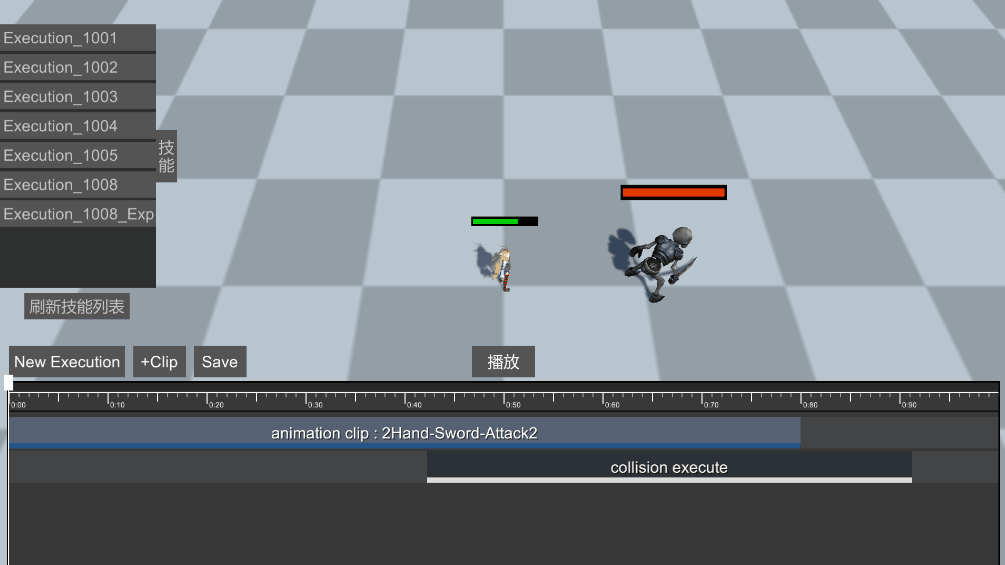 Execution_1001
Execution_1002
Execution_1003
Execution_1004
Execution_1005
Execution_1008
Execution_1008_Exp
技能
刷新技能列表
New Execution
+Clip
Save
播放
0:00 0:10 0:20 0:30 0:40 0:50 0:60 0:70 0:80 0:90
animation clip : 2Hand-Sword-Attack2
collision execute